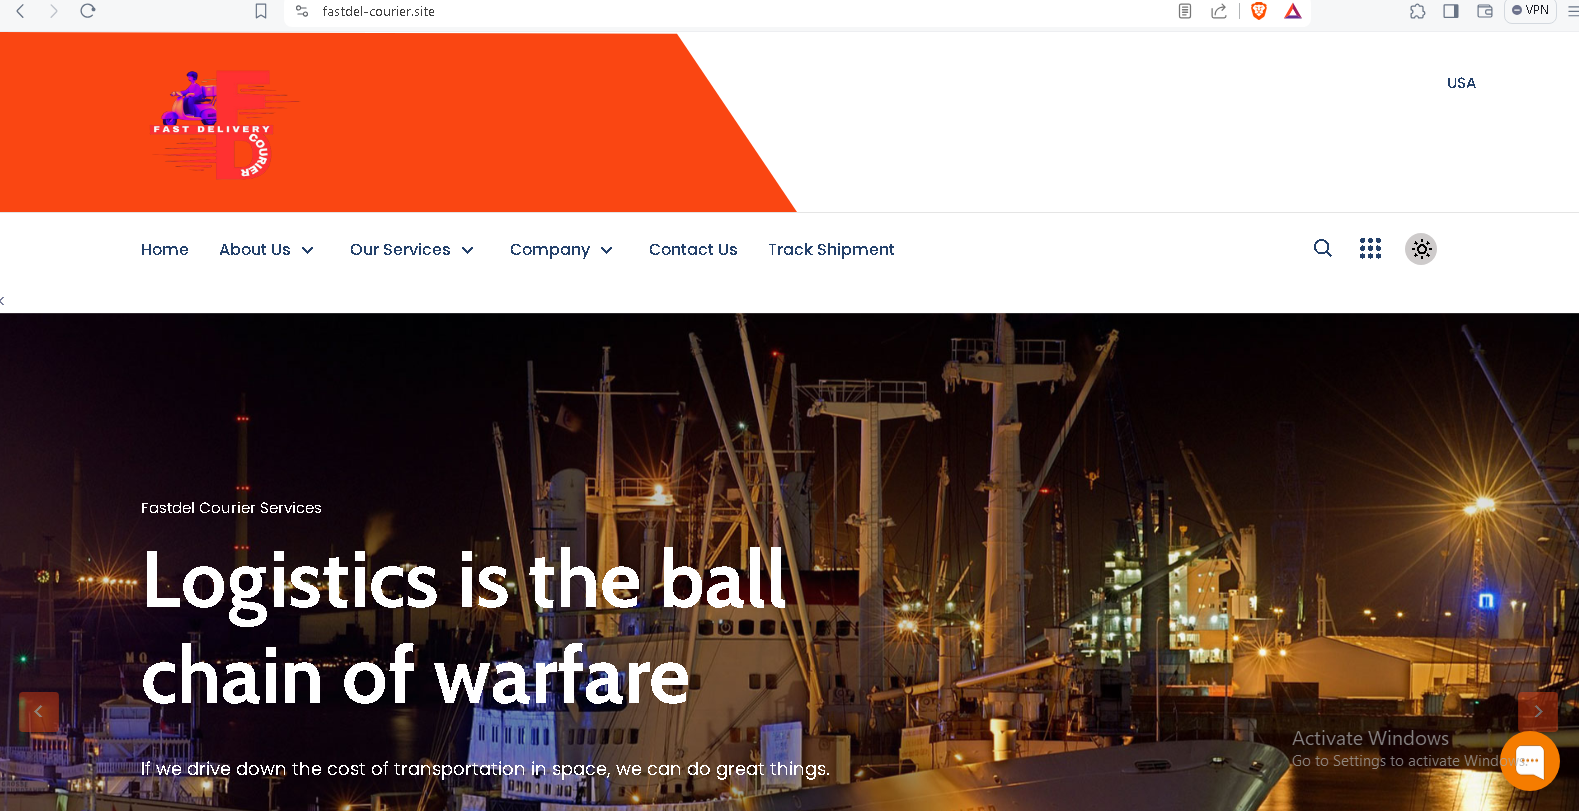 fastdel-courier.site
VPN
F
FAST DELIVERY
D
COURIER
USA
Home
About Us
Our Services
Company
Contact Us
Track Shipment
Fastdel Courier Services
Logistics is the ball
chain of warfare
If we drive down the cost of transportation in space, we can do great things.
Activate Windows
Go to Settings to activate Windows.